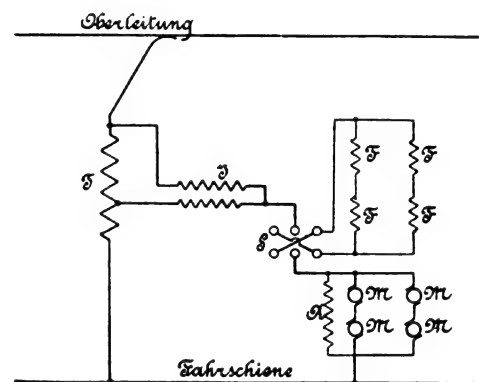 Oberleitung
T
J
F F
F F
S
R
M M
M M
Fahrschiene